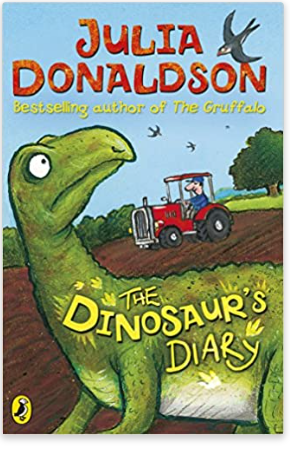 JULIA
DONALDSON
Bestselling author of The Gruffalo
THE
DINOSAUR'S
DIARY